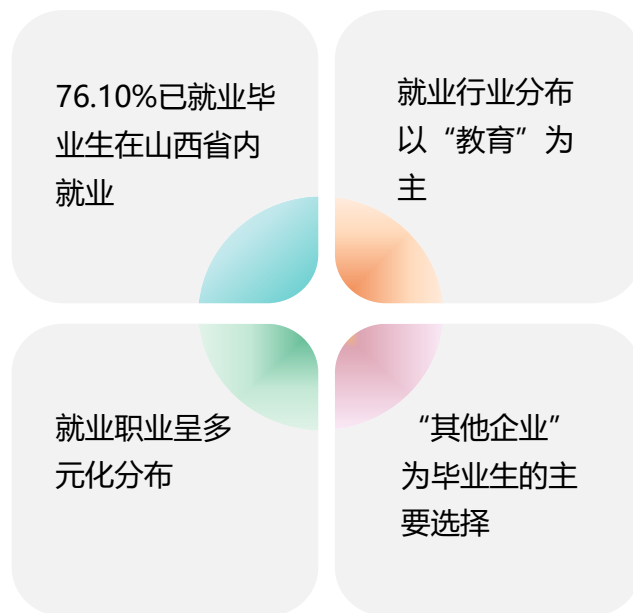 76.10%已就业毕
业生在山西省内
就业
就业行业分布
以“教育”为
主
就业职业呈多
元化分布
“其他企业”
为毕业生的主
要选择